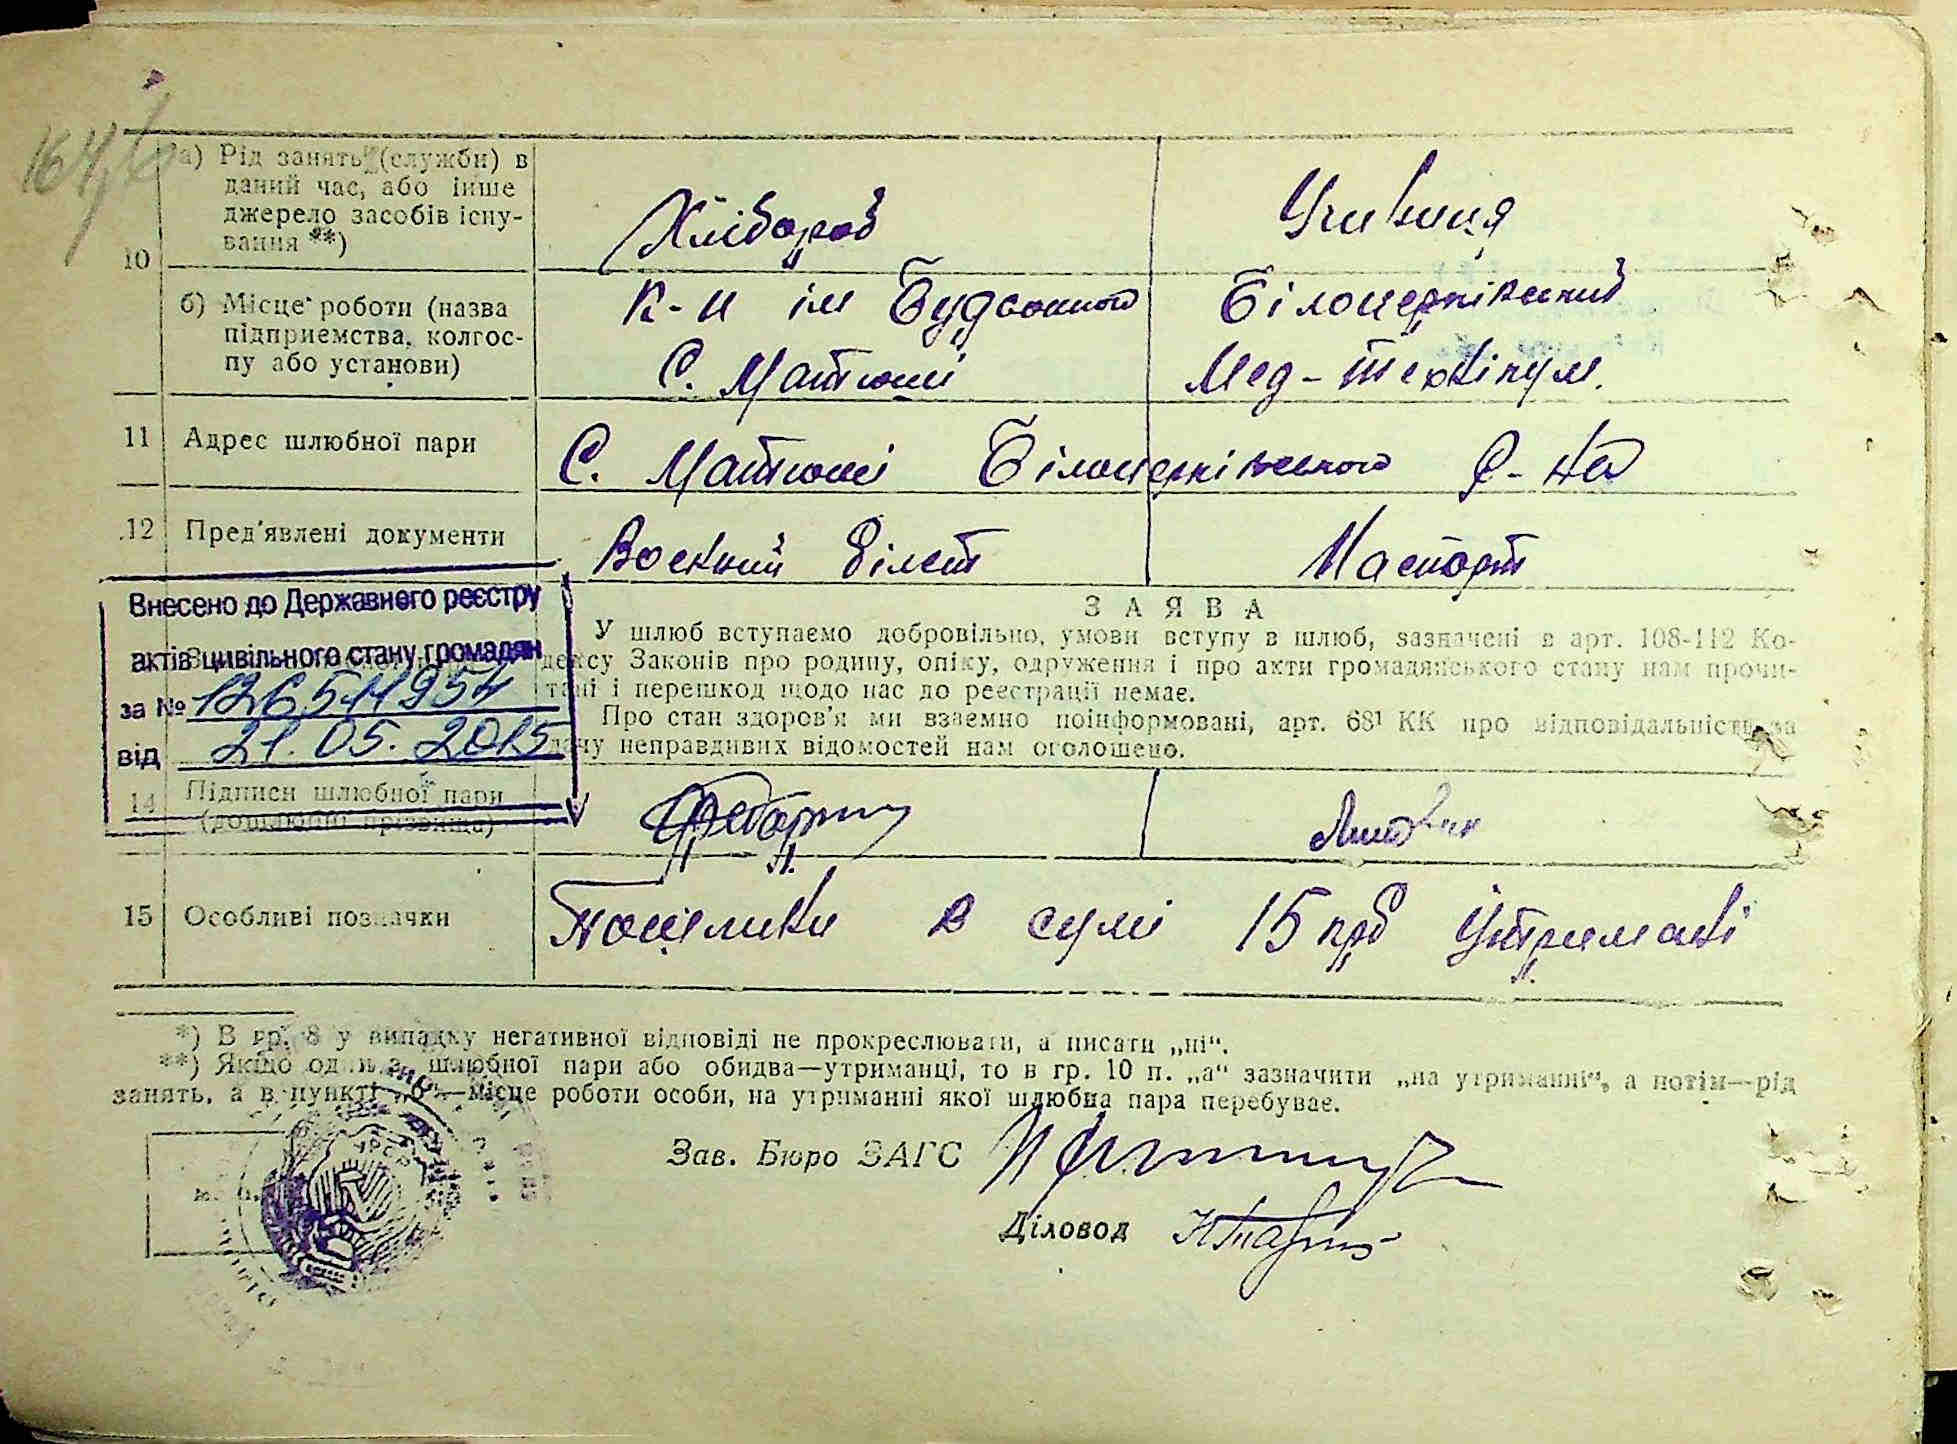 164
10
а) Рід занять (служби) в
даний час, або інше
джерело засобів існу-
вання **)
Хлібороб
Учениця
б) Місце роботи (назва
підприємства, колгос-
пу або установи)
К-п ім Будьонного
С. Матюші
Білоцерківський
Мед-технікум.
11 Адрес шлюбної пари
С. Матюші Білоцерківського р-на
12 Пред'явлені документи
Воєнний білет
Паспорт
Внесено до Державного реєстру
актів цивільного стану громадян
за №
від 21.05.2015
ЗАЯВА
У шлюб вступаємо добровільно, умови вступу в шлюб, зазначені в арт. 108-112 Ко-
дексу Законів про родину, опіку, одруження і про акти громадянського стану нам прочи-
тані і перешкод щодо нас до реєстрації немає.
Про стан здоров'я ми взаємно поінформовані, арт. 68¹ КК про відповідальність за
дачу неправдивих відомостей нам оголошено.
14 Підписи шлюбної пари
(дошлюбні прізвища)
15 Особливі позначки
в сумі 15 крб Утримані
*) В гр. 8 у випадку негативної відповіді не прокреслювати, а писати „ні“.
**) Якщо один з шлюбної пари або обидва—утриманці, то в гр. 10 п. „а“ зазначити „на утриманні“, а потім—рід
занять, а в пункті „б“—місце роботи особи, на утриманні якої шлюбна пара перебуває.
Зав. Бюро ЗАГС
Діловод